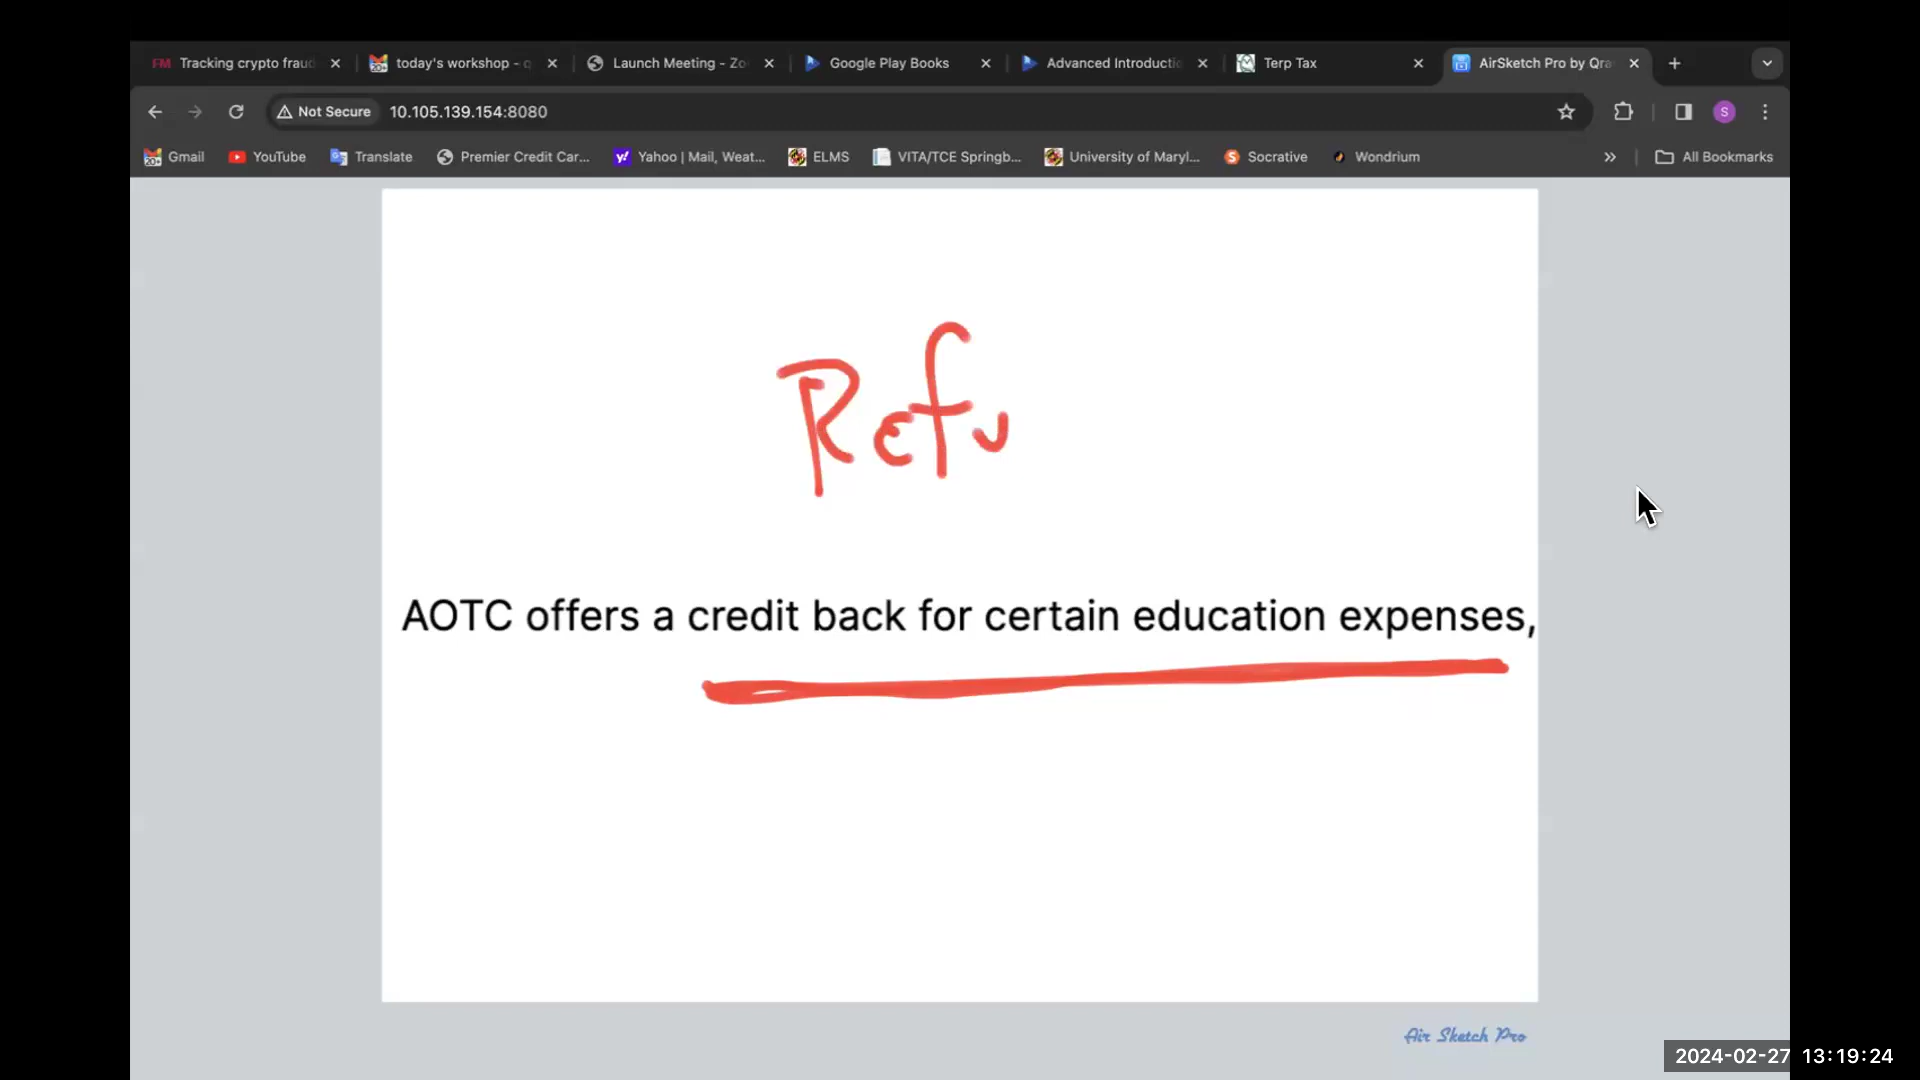 FM Tracking crypto fraud
today's workshop - q
Launch Meeting - Zo
Google Play Books
Advanced Introducti
Terp Tax
AirSketch Pro by Qra
Not Secure 10.105.139.154:8080
S
Gmail
YouTube
Translate
Premier Credit Car...
Yahoo | Mail, Weat...
ELMS
VITA/TCE Springb...
University of Maryl...
Socrative
Wondrium
All Bookmarks
Refu
AOTC offers a credit back for certain education expenses,
Air Sketch Pro
2024-02-27 13:19:24